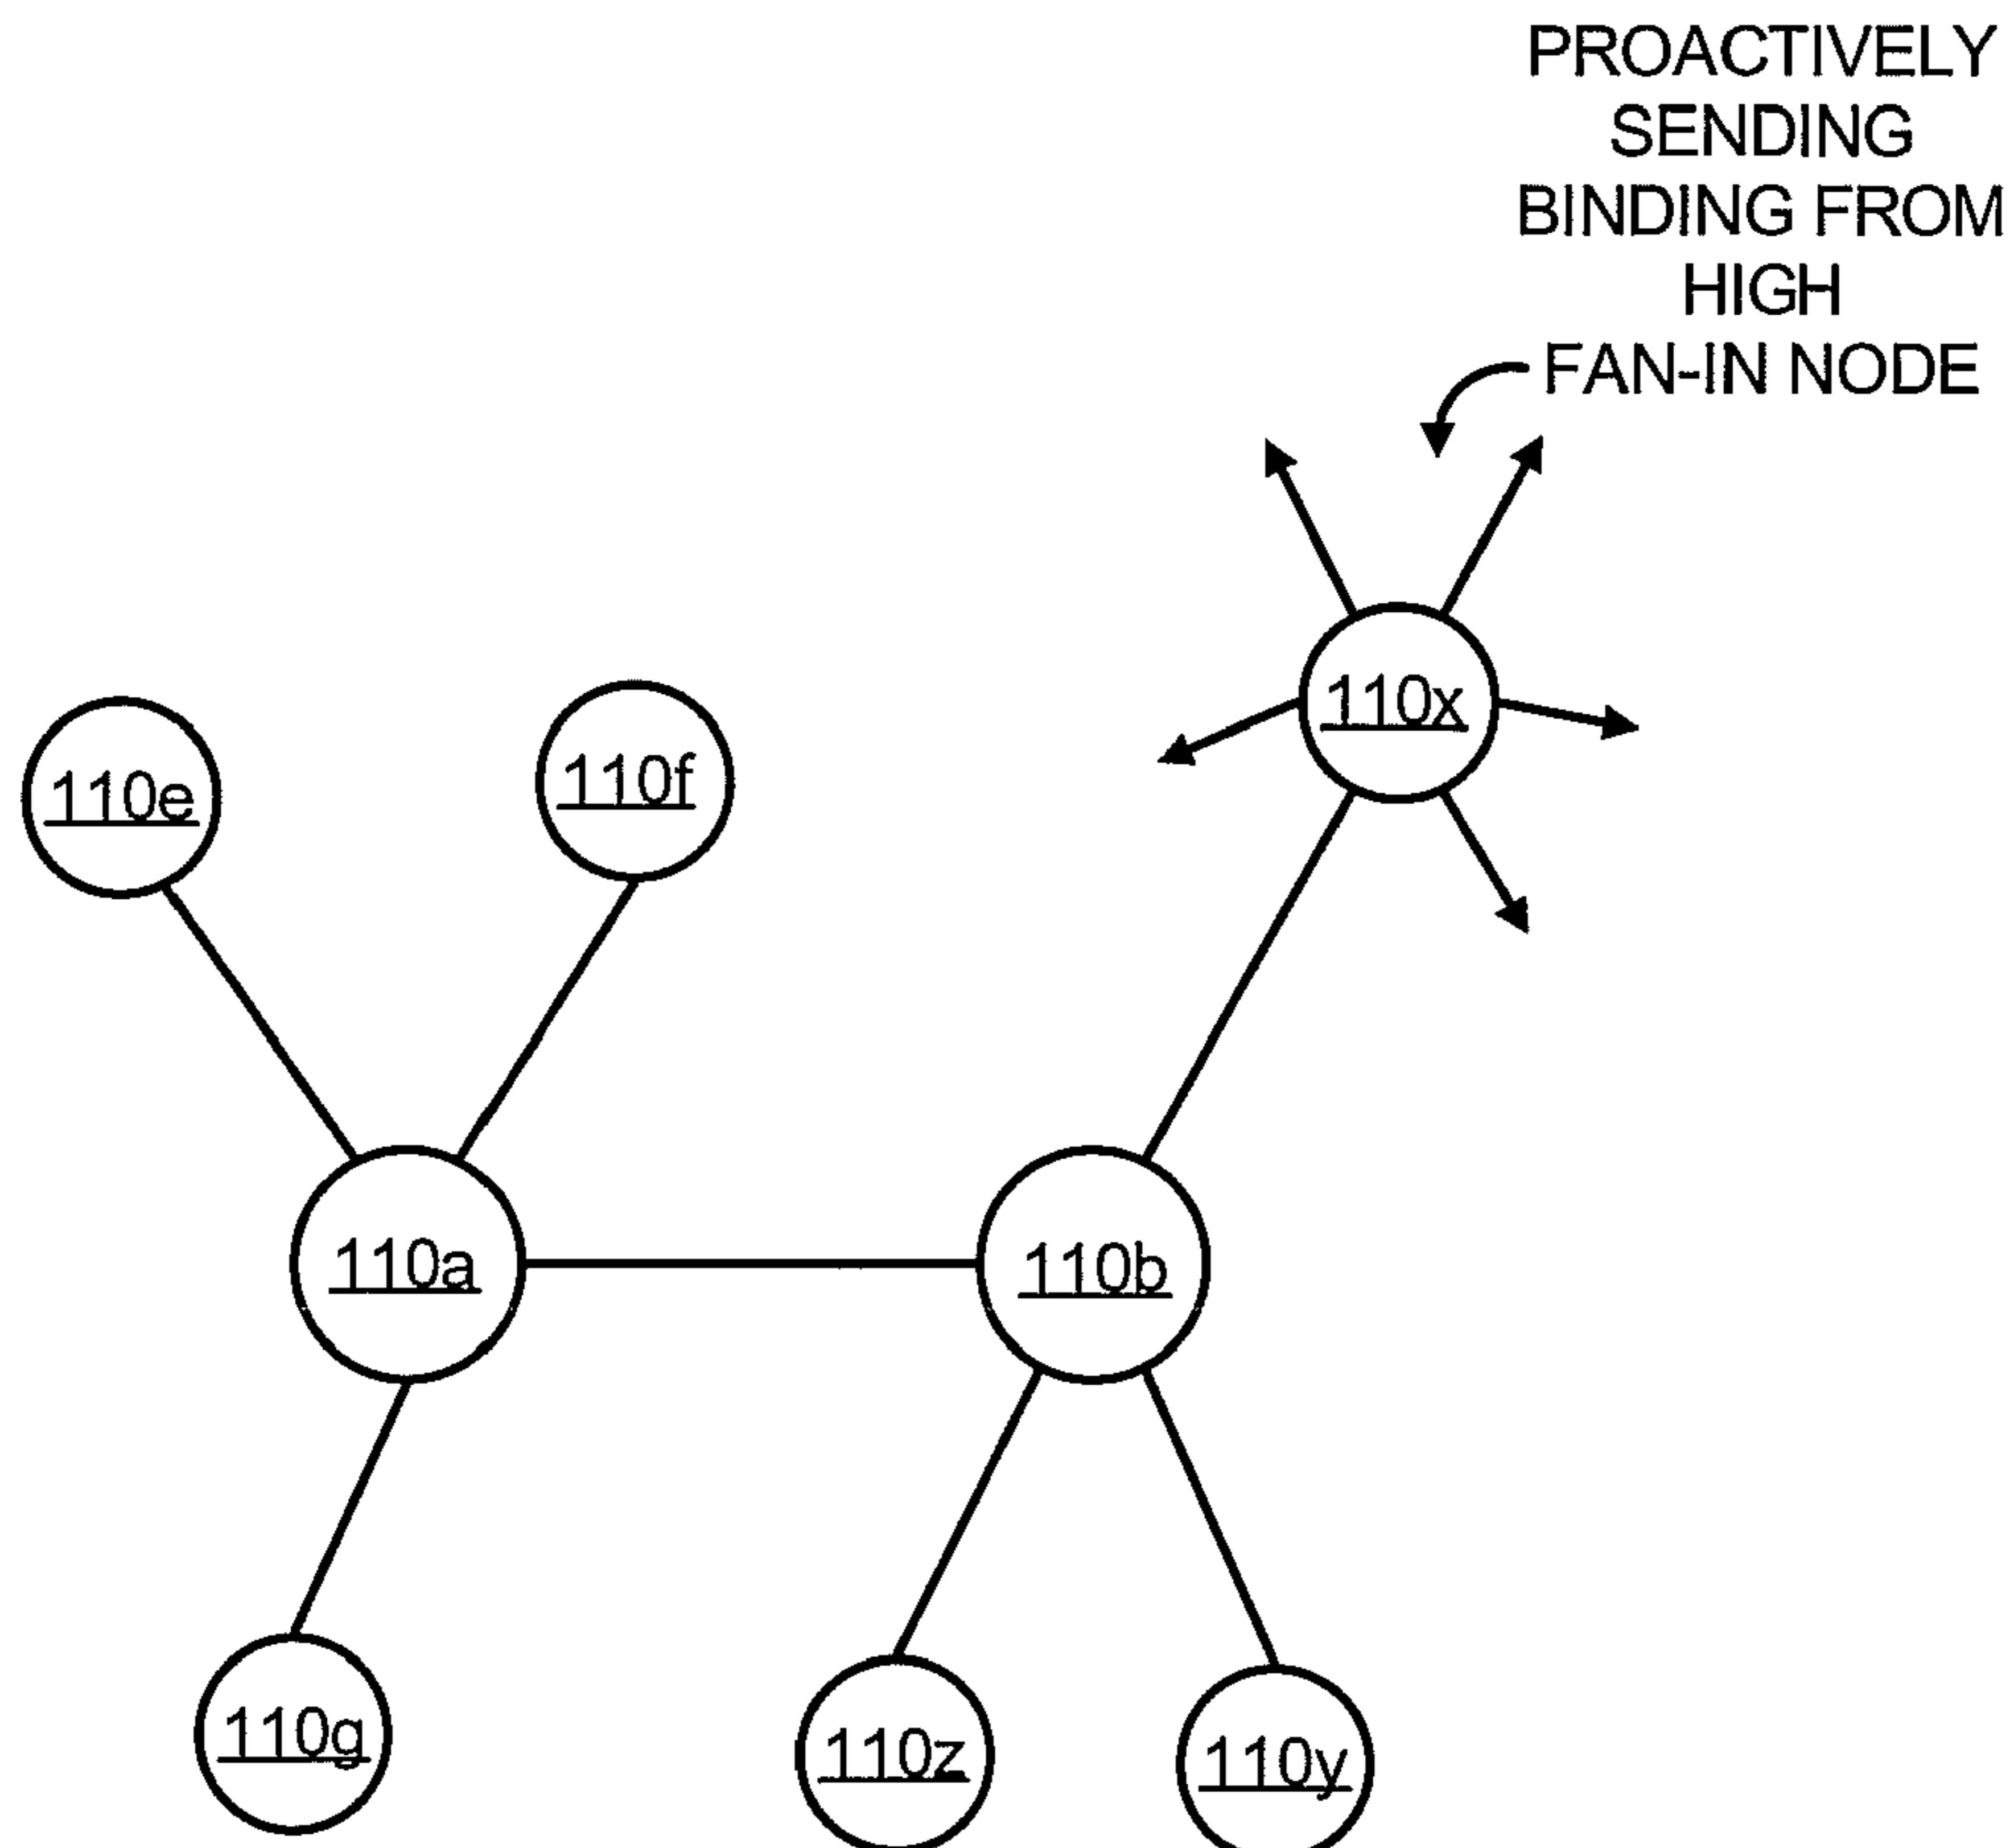 PROACTIVELY
SENDING
BINDING FROM
HIGH
FAN-IN NODE
110x
110e
110f
110a
110b
110g
110z
110y